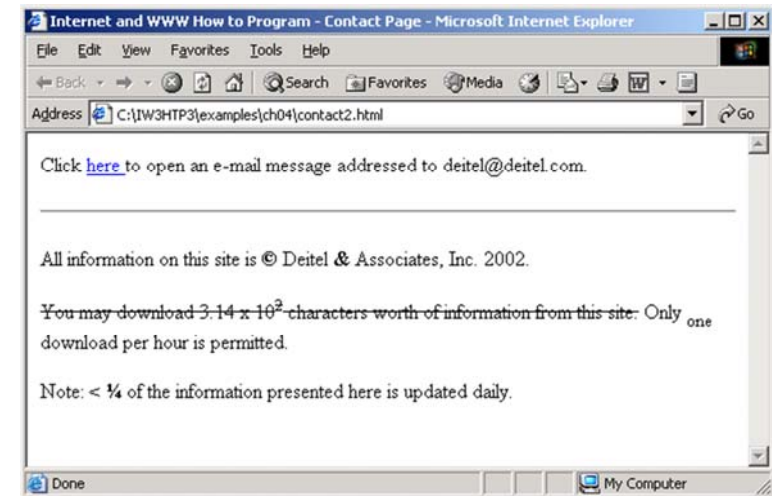 Internet and WWW How to Program - Contact Page - Microsoft Internet Explorer
File Edit View Favorites Tools Help
Back Search Favorites Media
Address C:\IW3HTP3\examples\ch04\contact2.html Go
Click here to open an e-mail message addressed to deitel@deitel.com.
All information on this site is © Deitel & Associates, Inc. 2002.
You may download 3.14 x 10² characters worth of information from this site. Only one
download per hour is permitted.
Note: < ¼ of the information presented here is updated daily.
Done My Computer